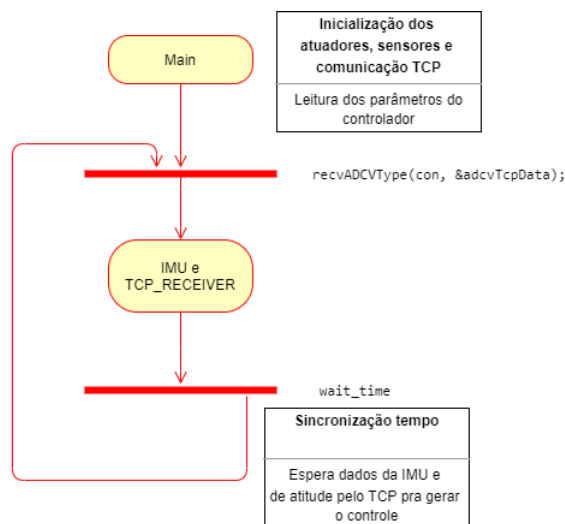 Inicialização dos
atuadores, sensores e
comunicação TCP
Main
Leitura dos parâmetros do
controlador
recvADCVType(con, &adcvTcpData);
IMU e
TCP_RECEIVER
wait_time
Sincronização tempo
Espera dados da IMU e
de atitude pelo TCP pra gerar
o controle